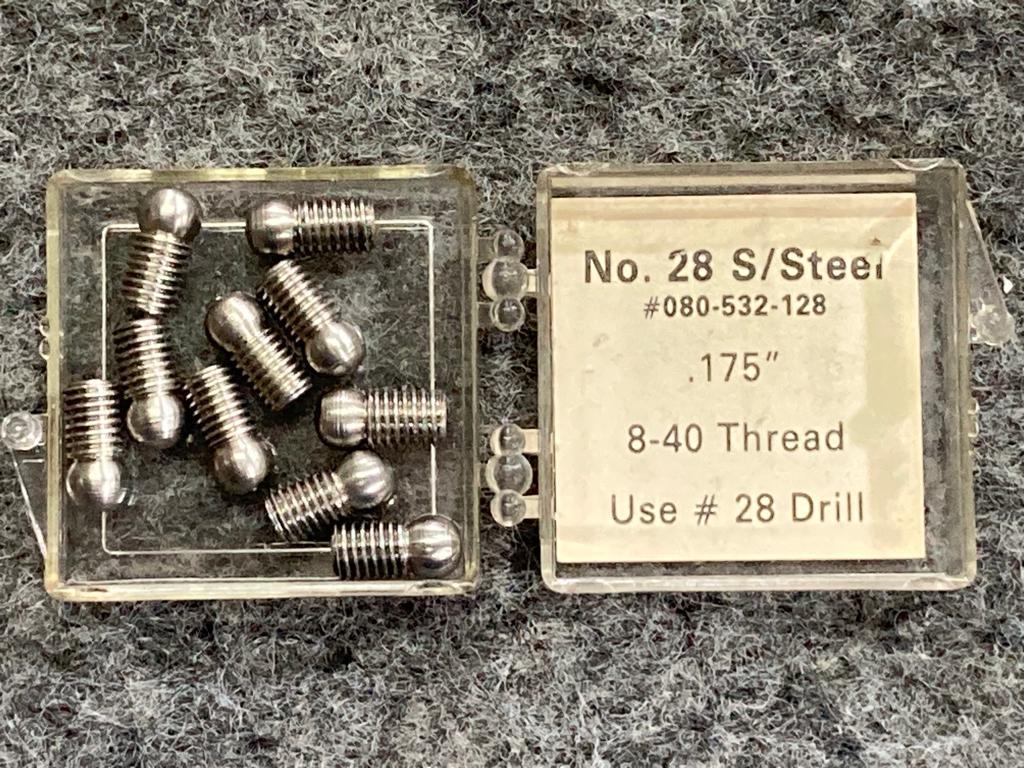 No. 28 S/Steel
#080-532-128
.175”
8-40 Thread
Use # 28 Drill